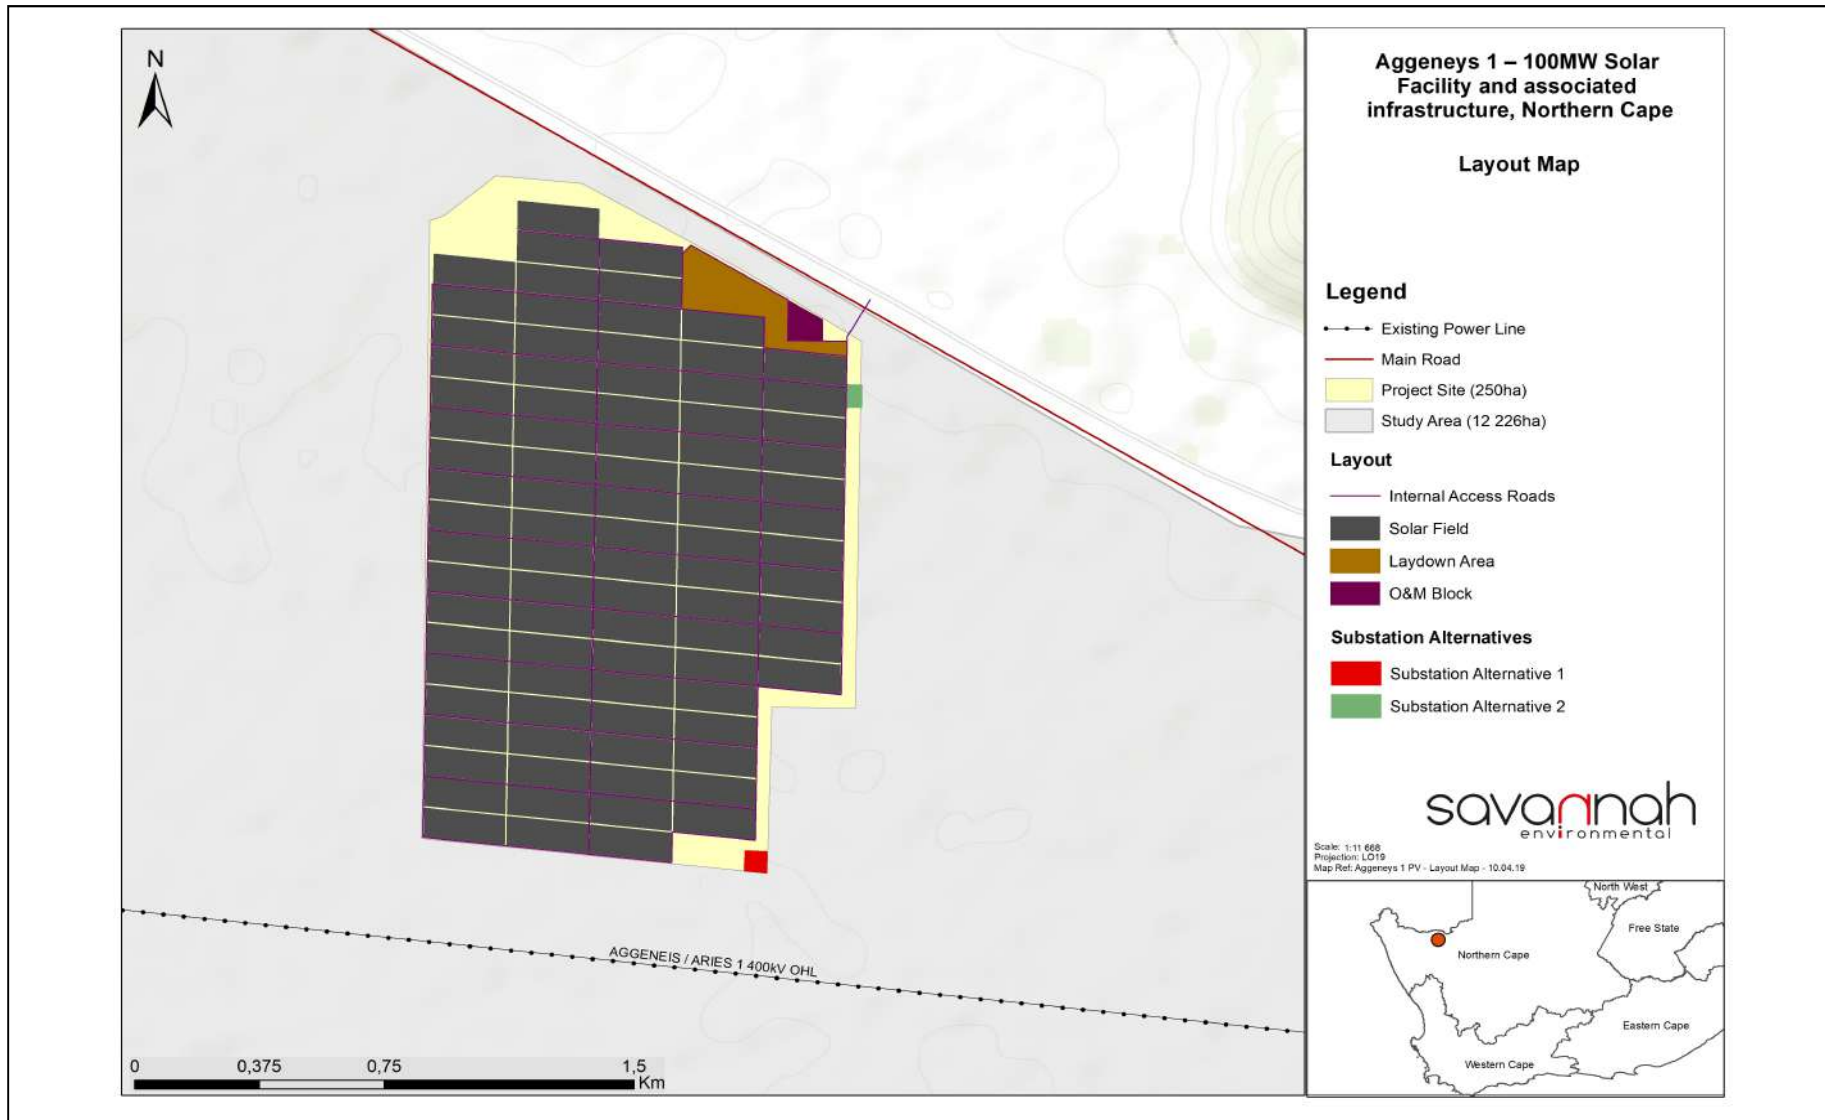 N
AGGENEIS / ARIES 1 400kV OHL
0 0,375 0,75 1,5
Km
Aggeneys 1 – 100MW Solar
Facility and associated
infrastructure, Northern Cape
Layout Map
Legend
Existing Power Line
Main Road
Project Site (250ha)
Study Area (12 226ha)
Layout
Internal Access Roads
Solar Field
Laydown Area
O&M Block
Substation Alternatives
Substation Alternative 1
Substation Alternative 2
savannah
environmental
Scale: 1:11 668
Projection: LO19
Map Ref: Aggeneys 1 PV - Layout Map - 10.04.19
North West
Free State
Northern Cape
Eastern Cape
Western Cape